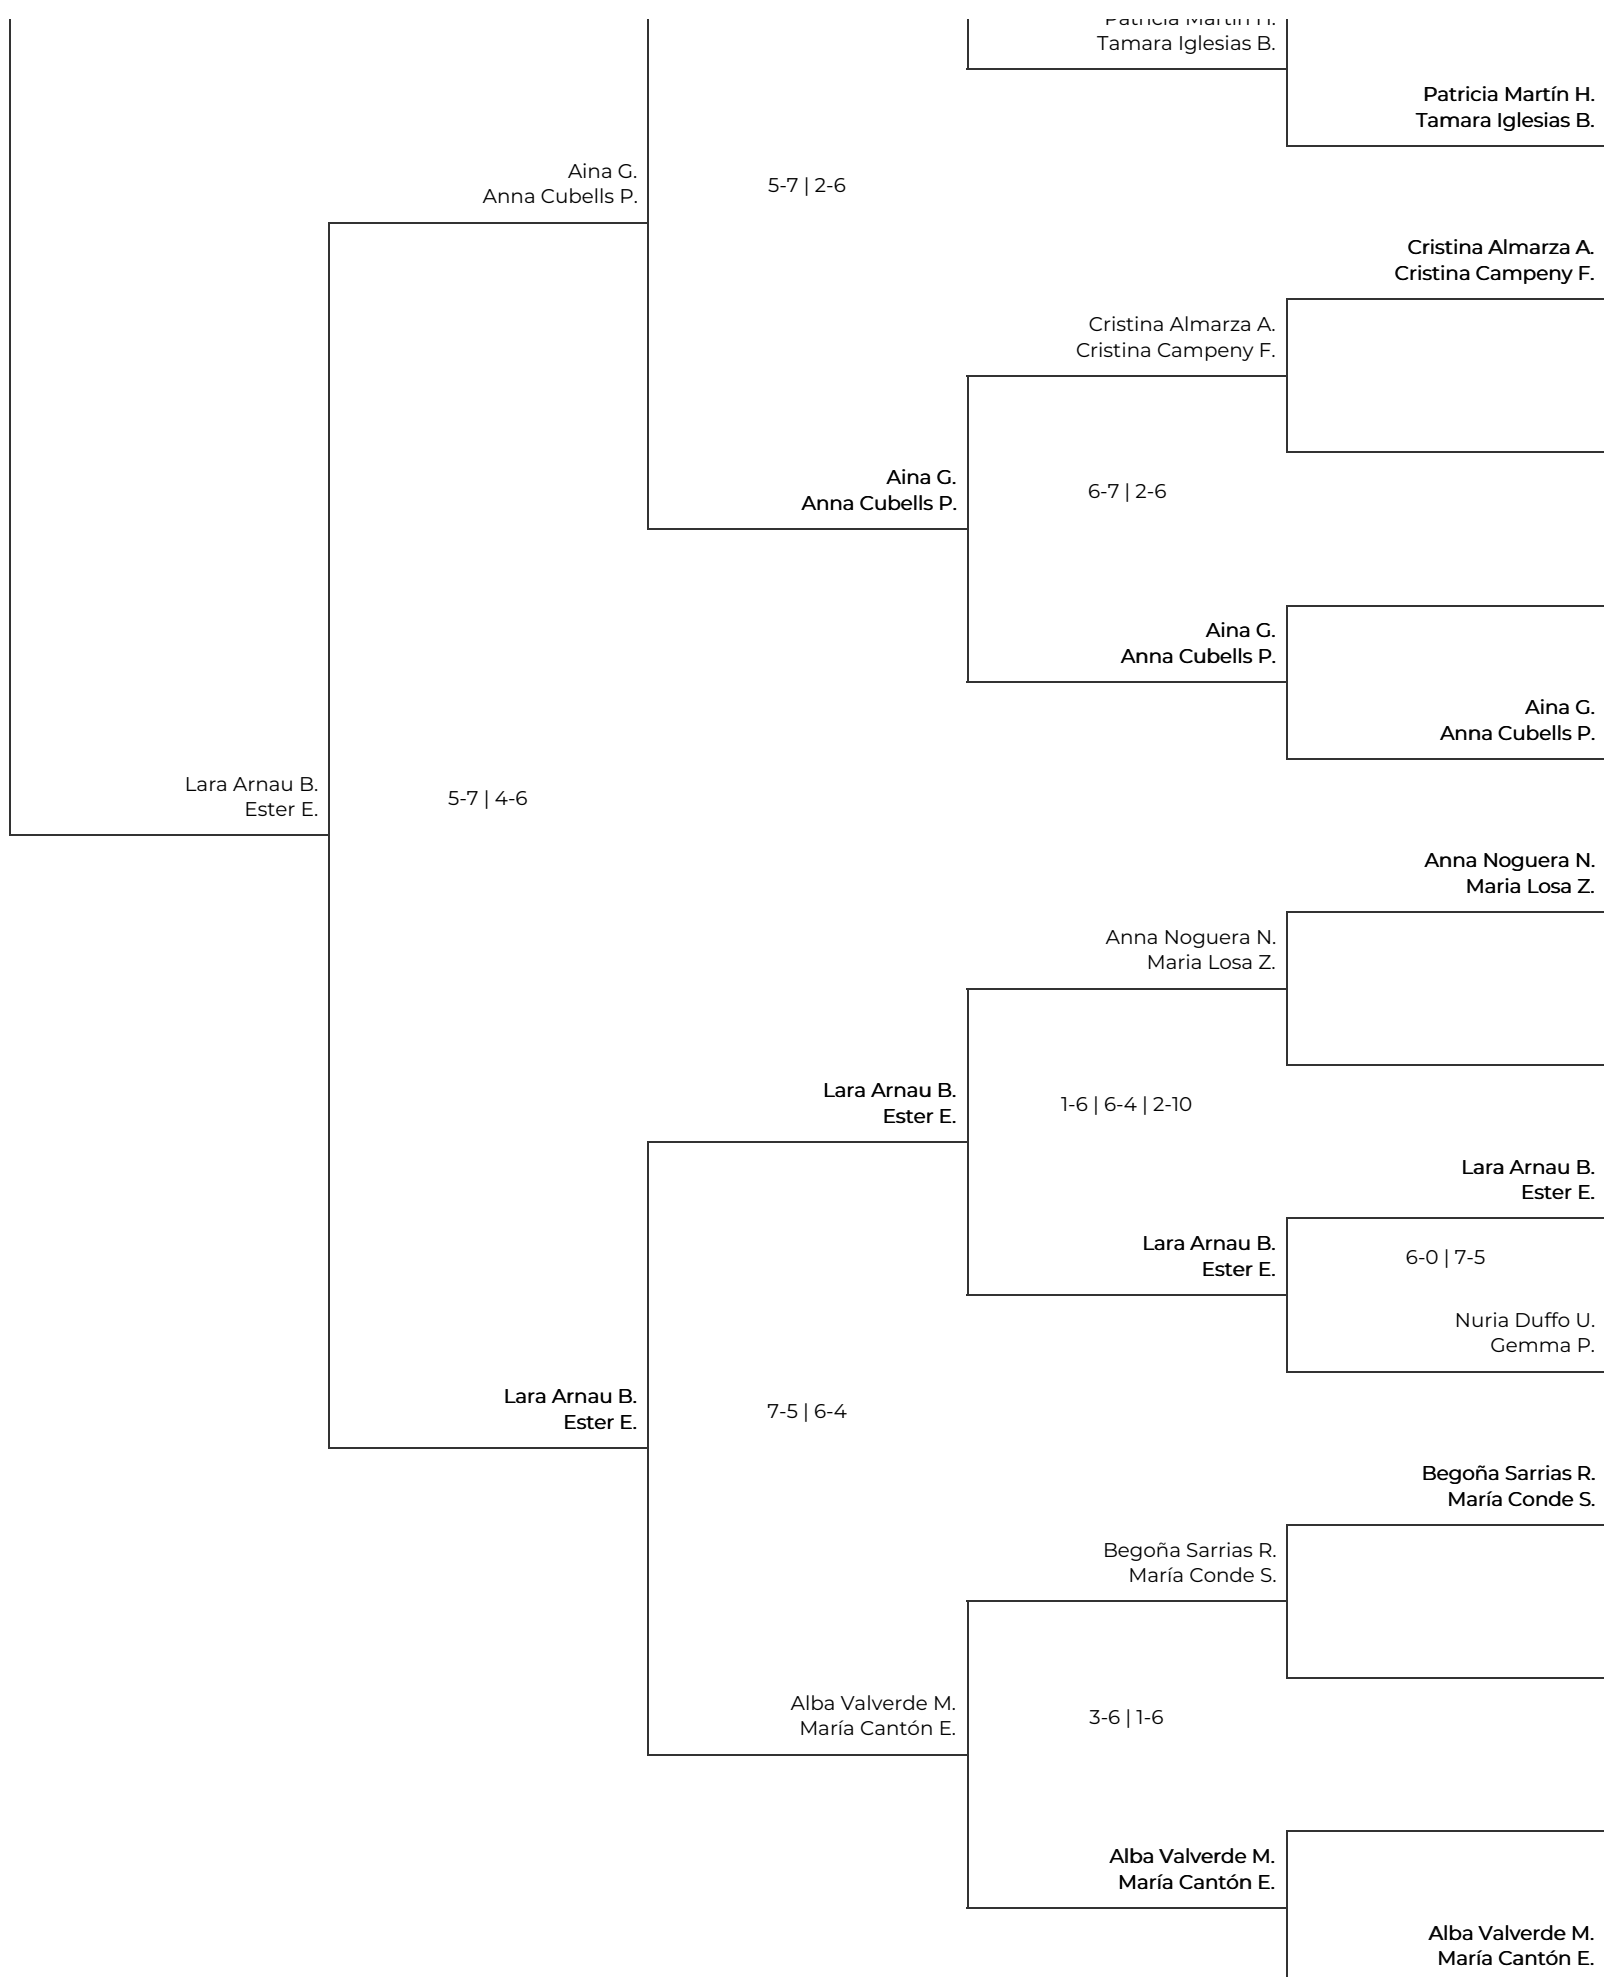 Patricia Martín H.
Tamara Iglesias B.
Patricia Martín H.
Tamara Iglesias B.
Aina G.
Anna Cubells P.
5-7 | 2-6
Cristina Almarza A.
Cristina Campeny F.
Cristina Almarza A.
Cristina Campeny F.
Aina G.
Anna Cubells P.
6-7 | 2-6
Aina G.
Anna Cubells P.
Aina G.
Anna Cubells P.
Lara Arnau B.
Ester E.
5-7 | 4-6
Anna Noguera N.
Maria Losa Z.
Anna Noguera N.
Maria Losa Z.
Lara Arnau B.
Ester E.
1-6 | 6-4 | 2-10
Lara Arnau B.
Ester E.
Lara Arnau B.
Ester E.
6-0 | 7-5
Nuria Duffo U.
Gemma P.
Lara Arnau B.
Ester E.
7-5 | 6-4
Begoña Sarrias R.
María Conde S.
Begoña Sarrias R.
María Conde S.
Alba Valverde M.
María Cantón E.
3-6 | 1-6
Alba Valverde M.
María Cantón E.
Alba Valverde M.
María Cantón E.